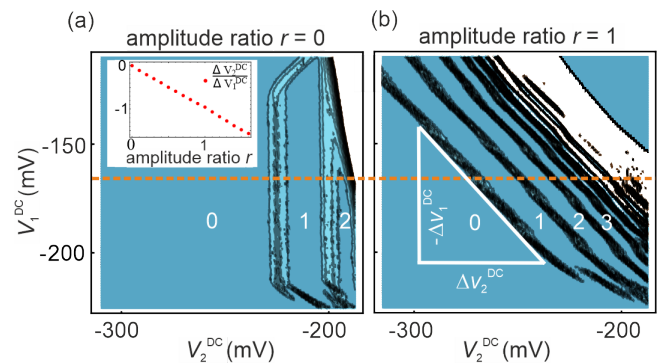 (a)
amplitude ratio r = 0
(b)
amplitude ratio r = 1
0
-1
ΔV₂ᴰᶜ
ΔV₁ᴰᶜ
0 1
amplitude ratio r
-150
-200
V₁ᴰᶜ (mV)
0 1 2
-ΔV₁ᴰᶜ
0 1 2 3
ΔV₂ᴰᶜ
-300 -200
V₂ᴰᶜ (mV)
-300 -200
V₂ᴰᶜ (mV)